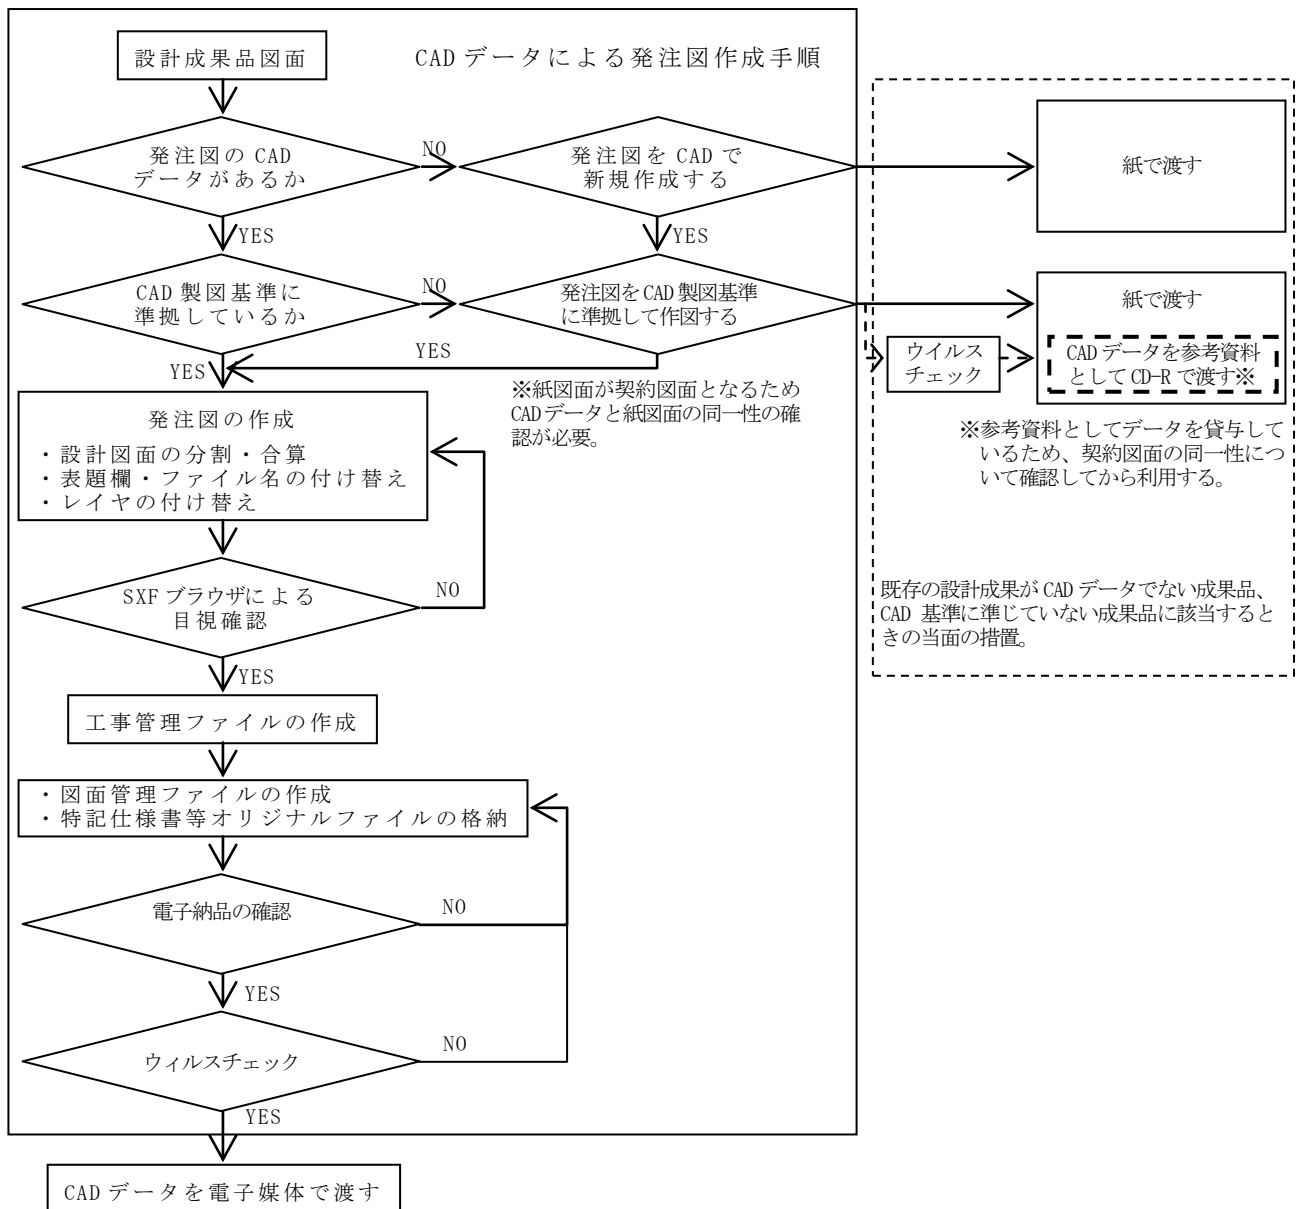 設計成果品図面
CADデータによる発注図作成手順
発注図の CAD
データがあるか
NO
発注図を CAD で
新規作成する
紙で渡す
YES
YES
CAD 製図基準に
準拠しているか
NO
発注図をCAD製図基準
に準拠して作図する
紙で渡す
ウイルス
チェック
CADデータを参考資料
としてCD-Rで渡す※
YES
YES
※紙図面が契約図面となるため
CADデータと紙図面の同一性の確
認が必要。
※参考資料としてデータを貸与して
いるため、契約図面の同一性につ
いて確認してから利用する。
発注図の作成
・設計図面の分割・合算
・表題欄・ファイル名の付け替え
・レイヤの付け替え
SXFブラウザによる
目視確認
NO
既存の設計成果がCADデータでない成果品、
CAD 基準に準じていない成果品に該当すると
きの当面の措置。
YES
工事管理ファイルの作成
・図面管理ファイルの作成
・特記仕様書等オリジナルファイルの格納
電子納品の確認
NO
YES
ウィルスチェック
NO
YES
CADデータを電子媒体で渡す